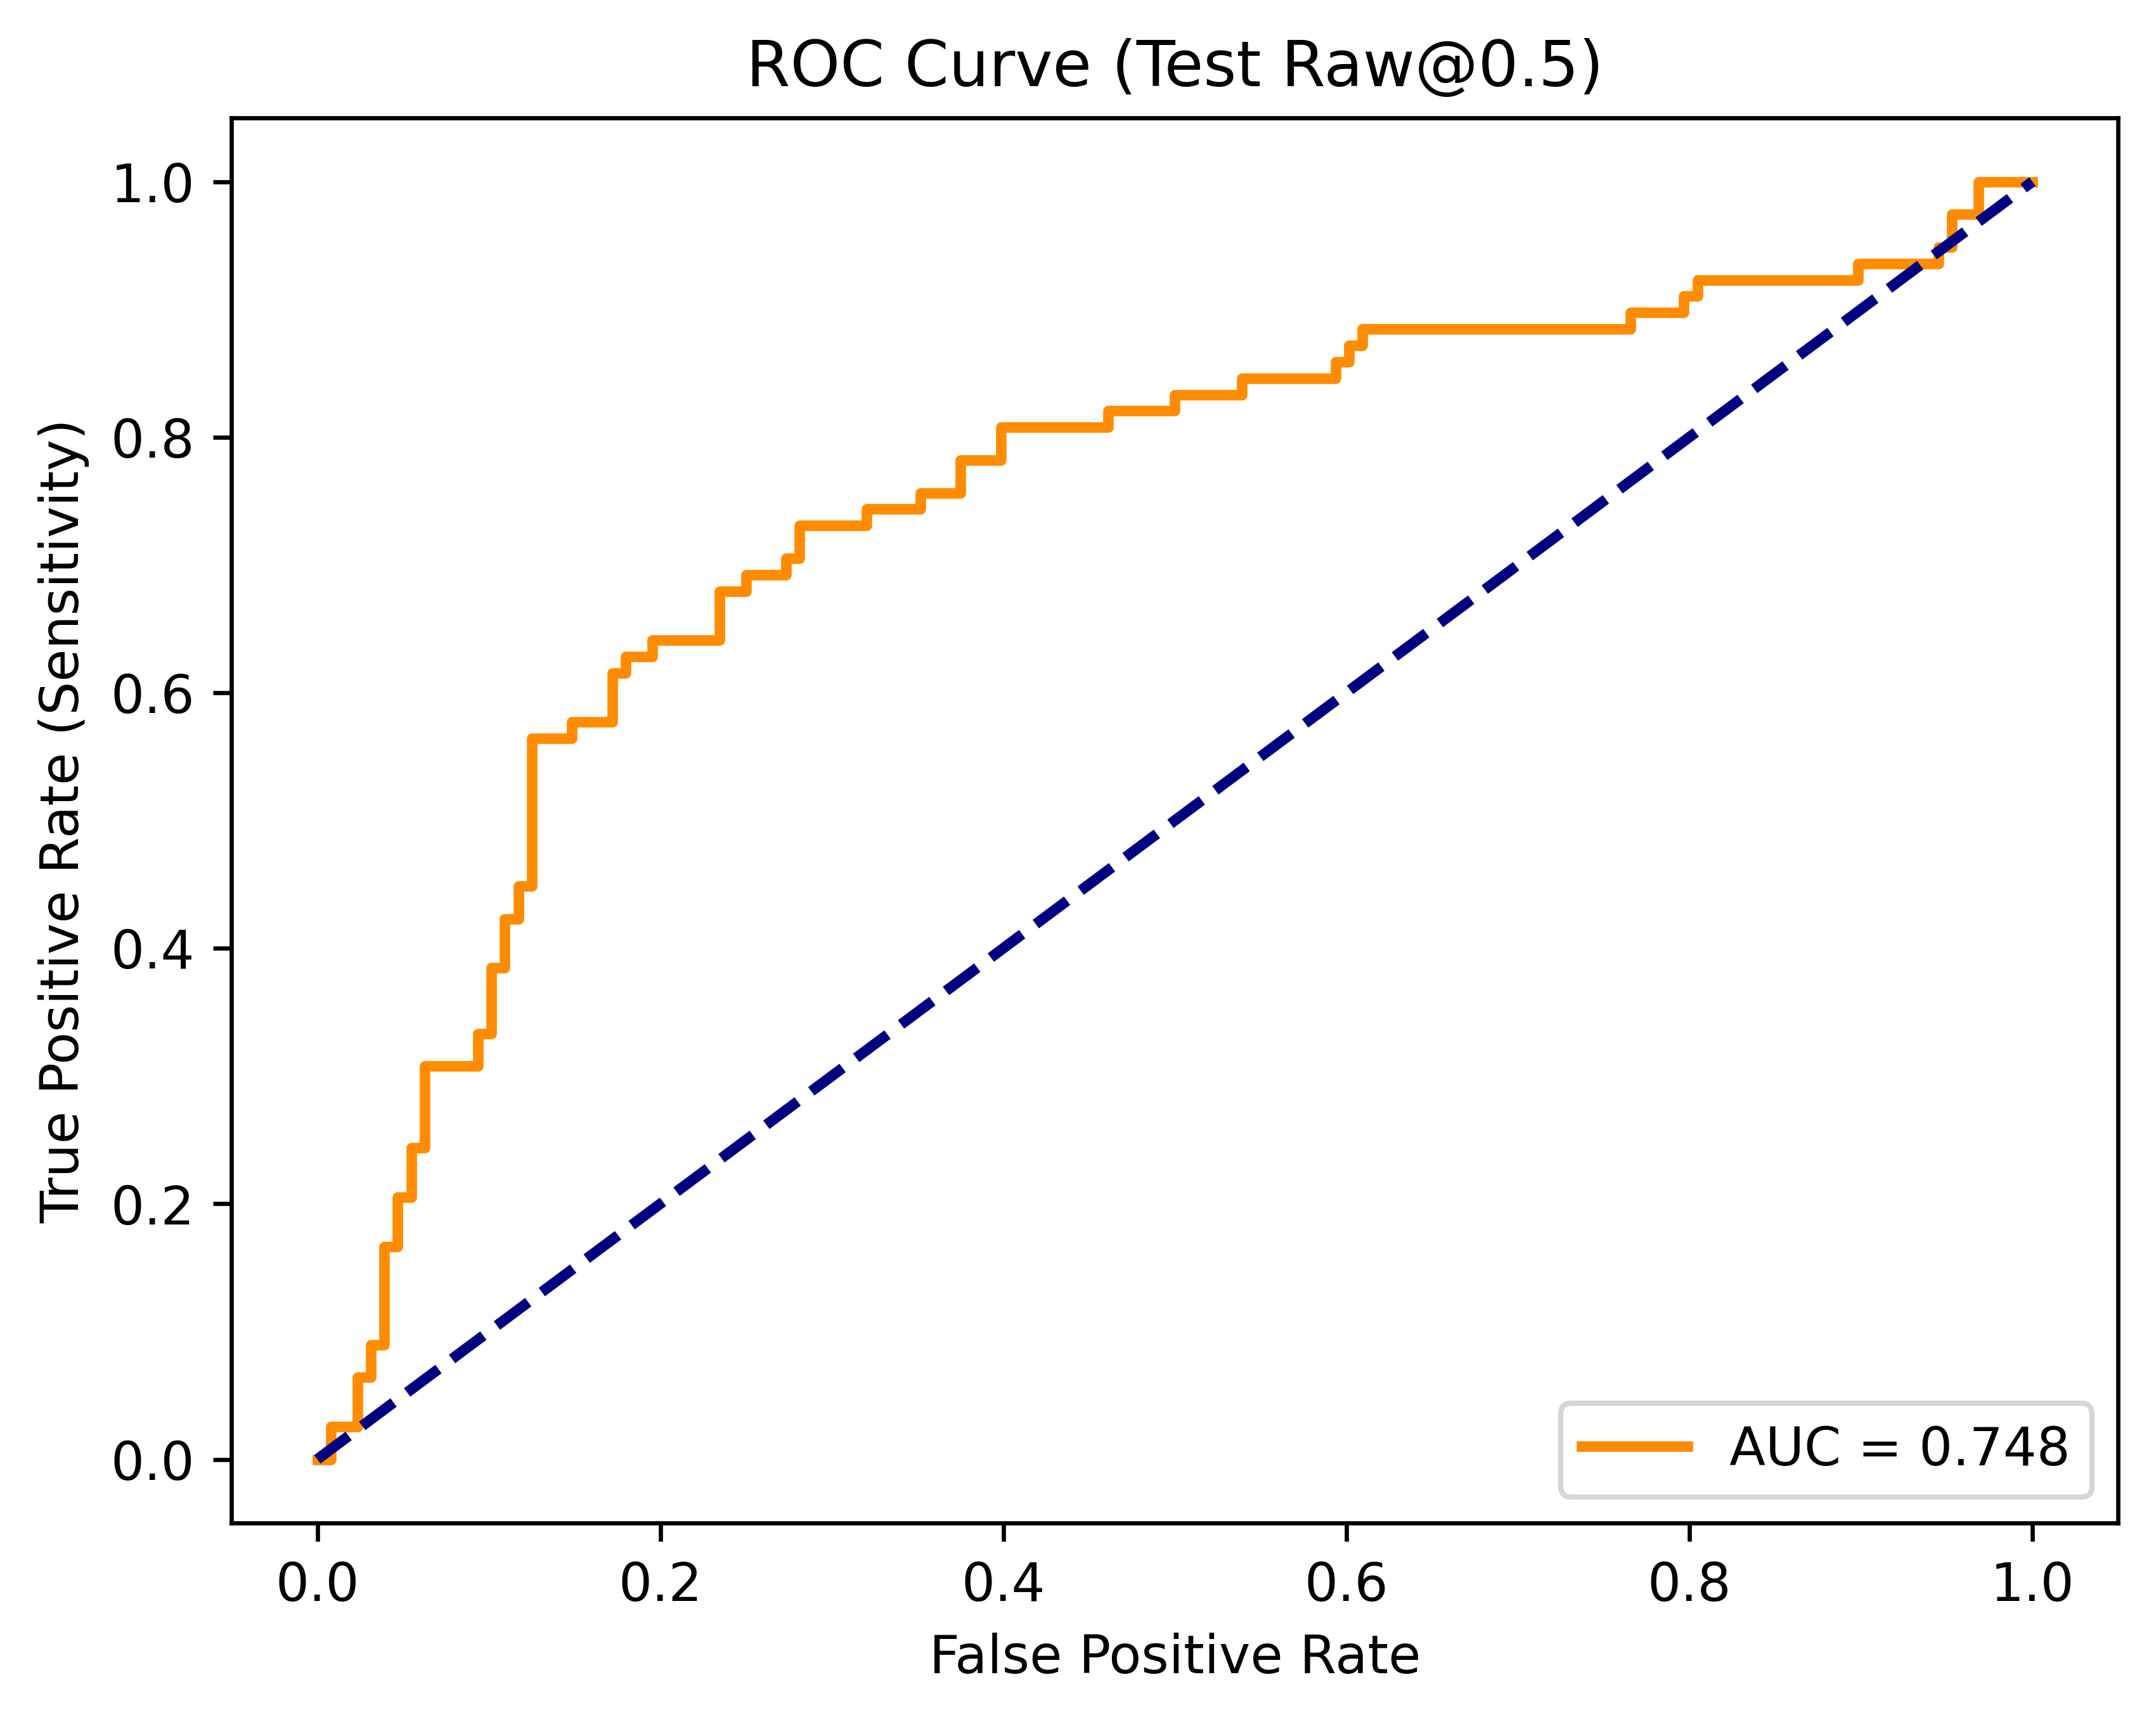 ROC Curve (Test Raw@0.5)
True Positive Rate (Sensitivity)
1.0
0.8
0.6
0.4
0.2
0.0
AUC = 0.748
0.0 0.2 0.4 0.6 0.8 1.0
False Positive Rate